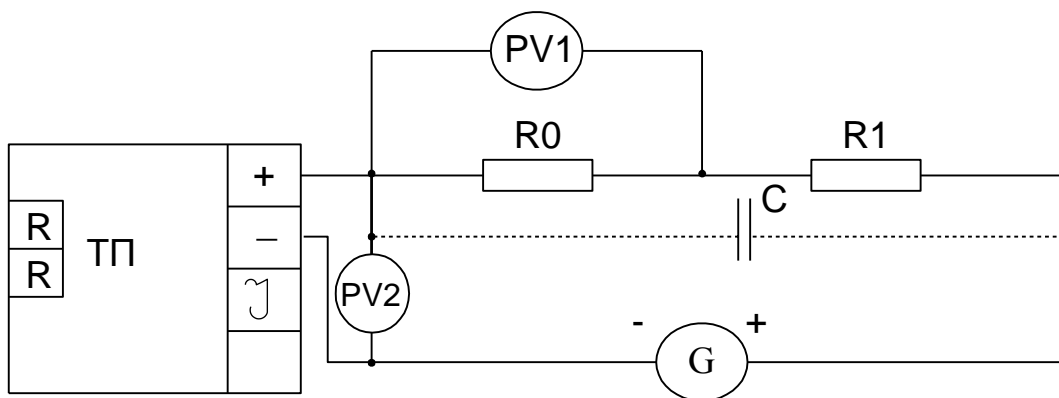 PV1
R0
R1
+
C
R
–
ТП
R
PV2
- +
G